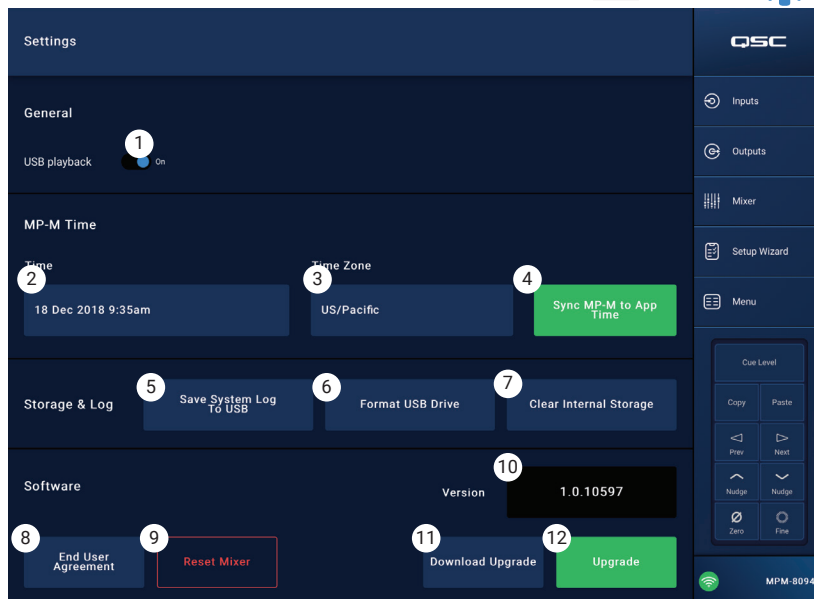 Settings
QSC
General
1
USB playback
On
Inputs
Outputs
MP-M Time
Mixer
Time
Time Zone
2
3
4
18 Dec 2018 9:35am
US/Pacific
Sync MP-M to App
Time
Setup Wizard
Menu
5
6
7
Storage & Log
Save System Log
To USB
Format USB Drive
Clear Internal Storage
Cue Level
Copy
Paste
Prev
Next
Nudge
Nudge
Zero
Fine
10
Software
Version
1.0.10597
8
9
11
12
End User
Agreement
Reset Mixer
Download Upgrade
Upgrade
MPM-8094